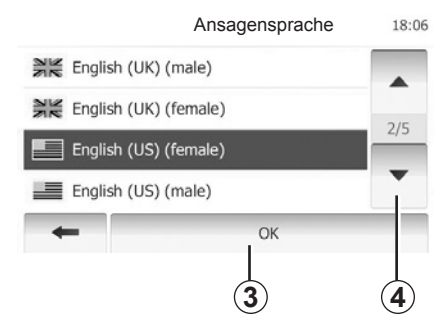 Ansagensprache 18:06
English (UK) (male)
English (UK) (female)
2/5
English (US) (female)
English (US) (male)
OK
3 4